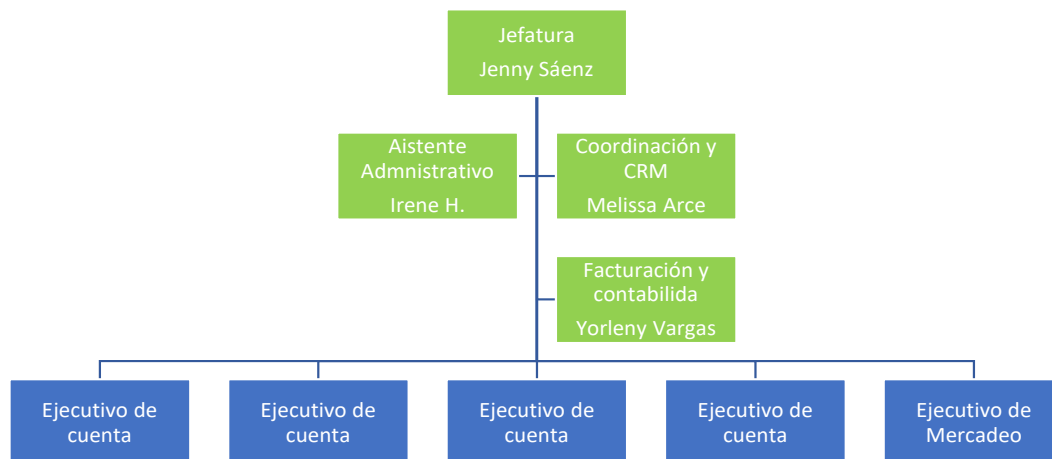 Jefatura
Jenny Sáenz
Aistente
Admnistrativo
Irene H.
Coordinación y
CRM
Melissa Arce
Facturación y
contabilida
Yorleny Vargas
Ejecutivo de
cuenta
Ejecutivo de
cuenta
Ejecutivo de
cuenta
Ejecutivo de
cuenta
Ejecutivo de
Mercadeo